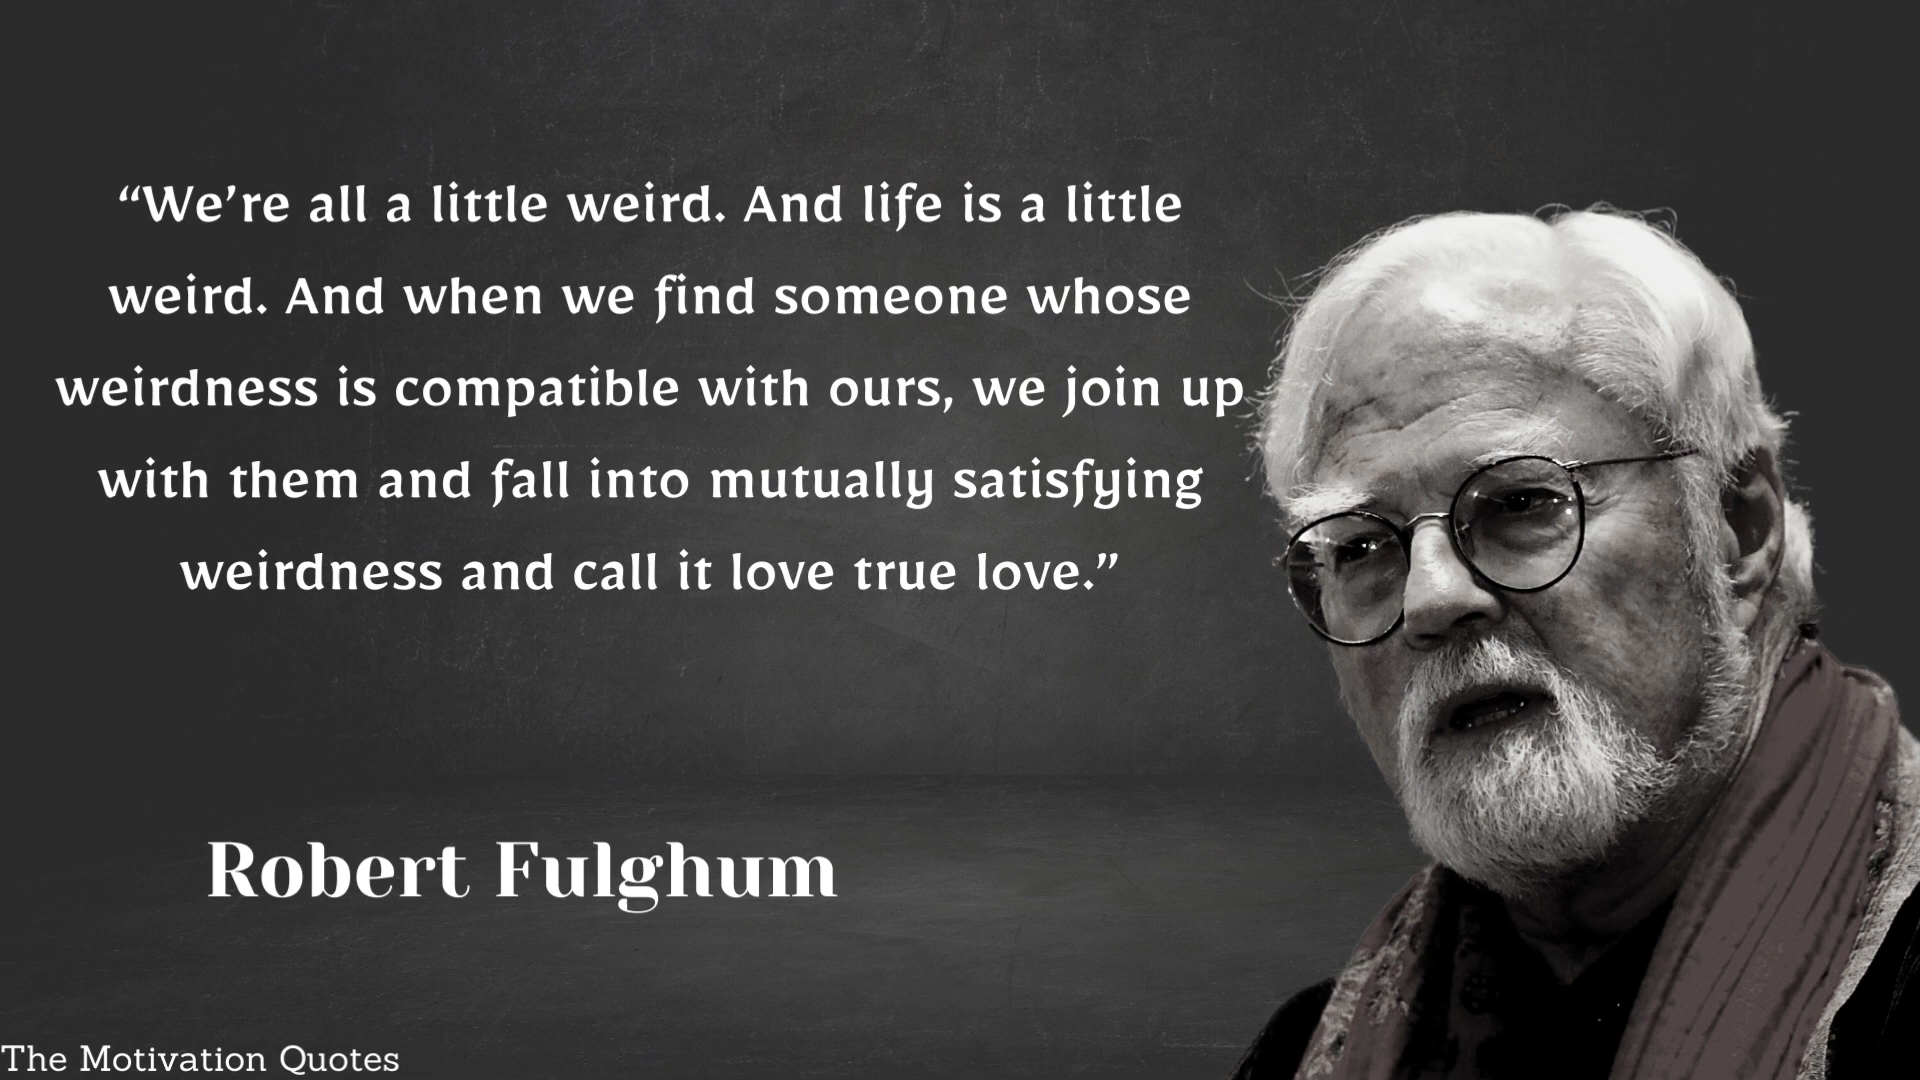 “We’re all a little weird. And life is a little
weird. And when we find someone whose
weirdness is compatible with ours, we join up
with them and fall into mutually satisfying
weirdness and call it love true love.”
Robert Fulghum
The Motivation Quotes